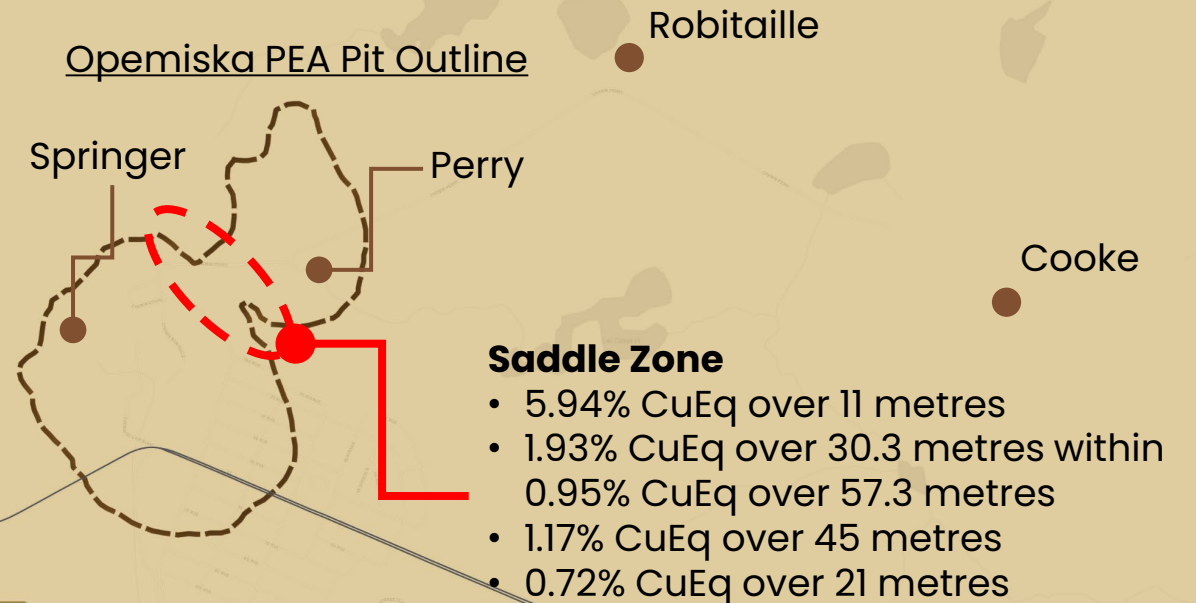 Robitaille
Opemiska PEA Pit Outline
Springer
Perry
Cooke
Saddle Zone
• 5.94% CuEq over 11 metres
• 1.93% CuEq over 30.3 metres within
0.95% CuEq over 57.3 metres
• 1.17% CuEq over 45 metres
• 0.72% CuEq over 21 metres